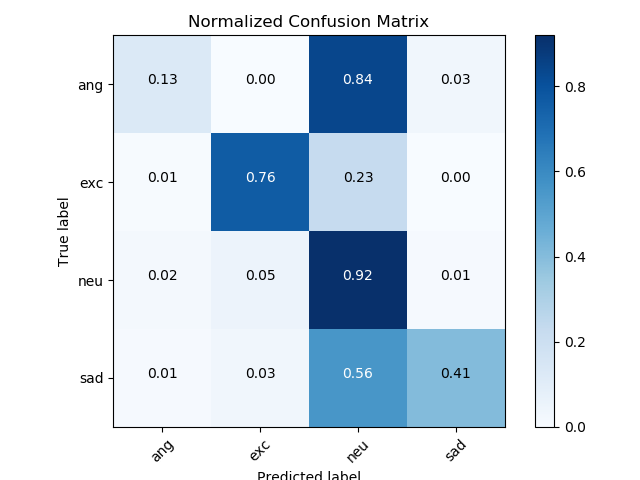 Normalized Confusion Matrix
True label
ang 0.13 0.00 0.84 0.03
exc 0.01 0.76 0.23 0.00
neu 0.02 0.05 0.92 0.01
sad 0.01 0.03 0.56 0.41
ang exc neu sad
Predicted label
0.8
0.6
0.4
0.2
0.0